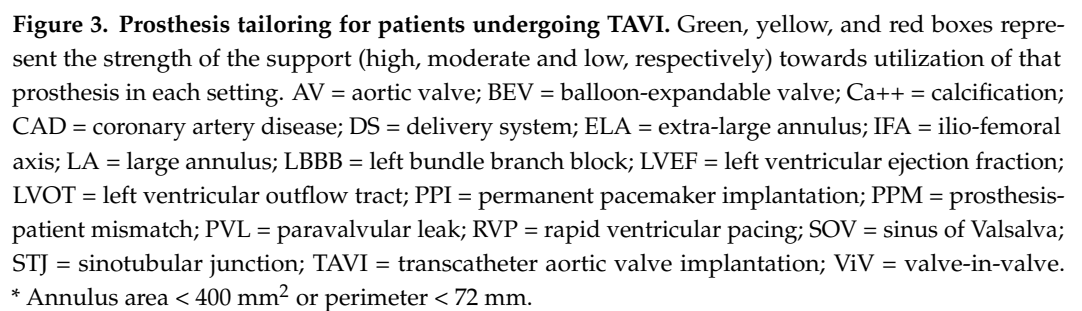 Figure 3. Prosthesis tailoring for patients undergoing TAVI. Green, yellow, and red boxes repre-
sent the strength of the support (high, moderate and low, respectively) towards utilization of that
prosthesis in each setting. AV = aortic valve; BEV = balloon-expandable valve; Ca++ = calcification;
CAD = coronary artery disease; DS = delivery system; ELA = extra-large annulus; IFA = ilio-femoral
axis; LA = large annulus; LBBB = left bundle branch block; LVEF = left ventricular ejection fraction;
LVOT = left ventricular outflow tract; PPI = permanent pacemaker implantation; PPM = prosthesis-
patient mismatch; PVL = paravalvular leak; RVP = rapid ventricular pacing; SOV = sinus of Valsalva;
STJ = sinotubular junction; TAVI = transcatheter aortic valve implantation; ViV = valve-in-valve.
* Annulus area < 400 mm² or perimeter < 72 mm.